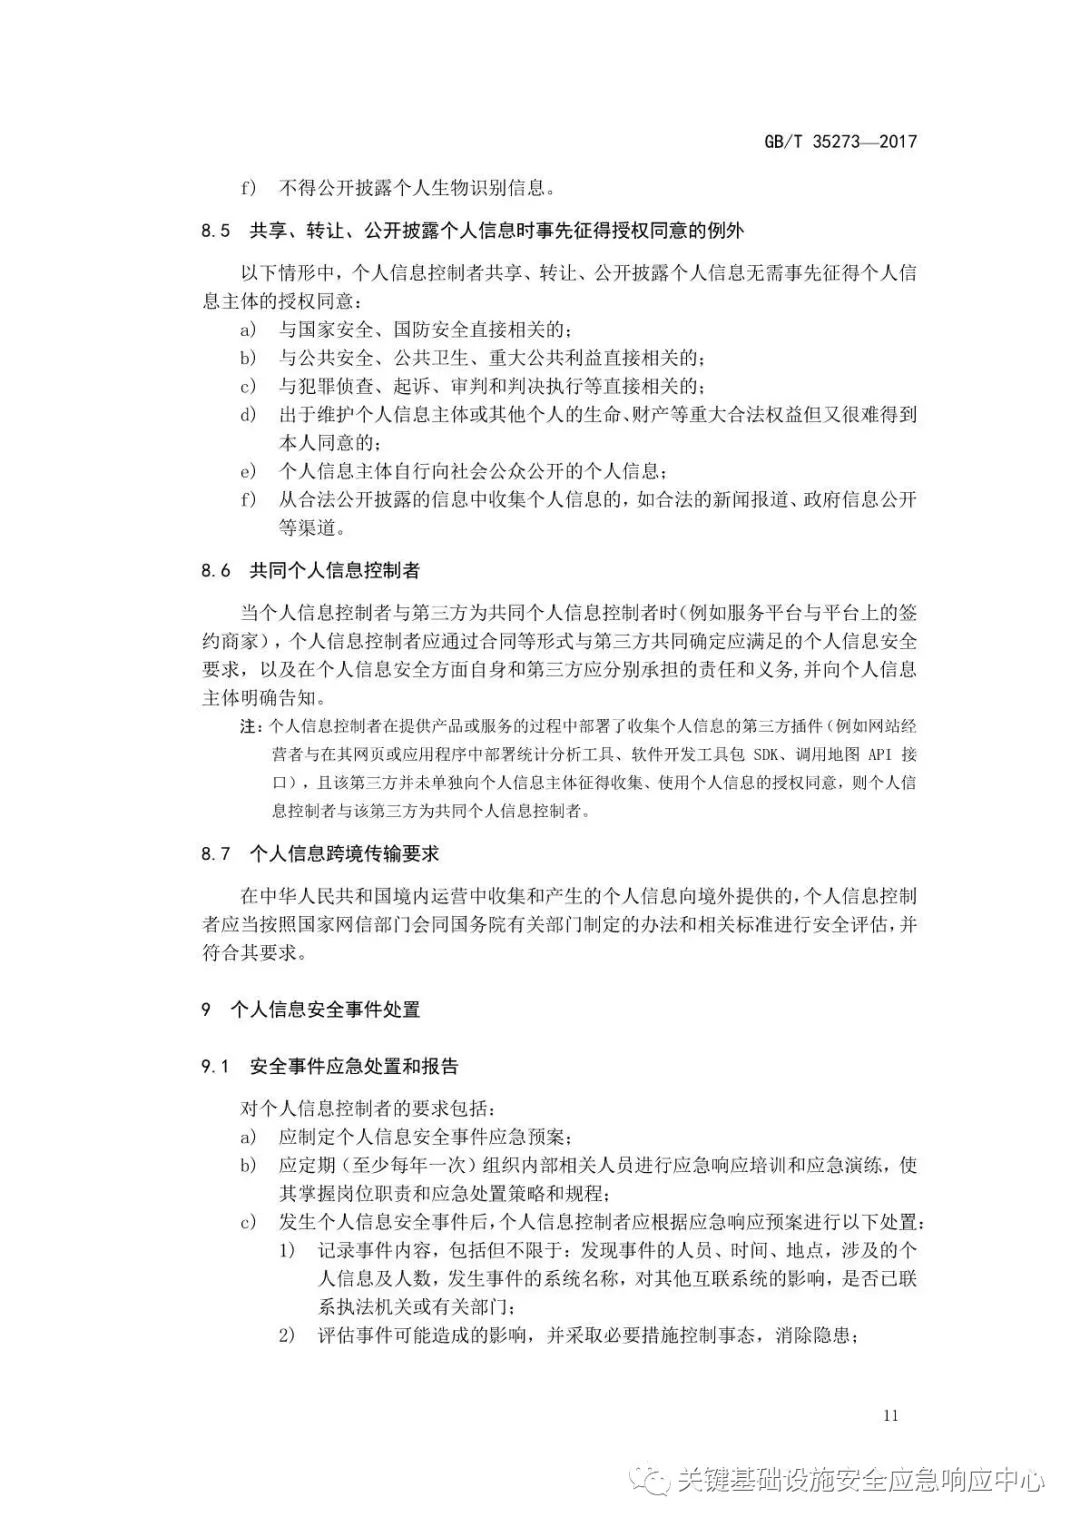 GB/T 35273—2017
f) 不得公开披露个人生物识别信息。
8.5 共享、转让、公开披露个人信息时事先征得授权同意的例外
以下情形中，个人信息控制者共享、转让、公开披露个人信息无需事先征得个人信
息主体的授权同意：
a) 与国家安全、国防安全直接相关的；
b) 与公共安全、公共卫生、重大公共利益直接相关的；
c) 与犯罪侦查、起诉、审判和判决执行等直接相关的；
d) 出于维护个人信息主体或其他个人的生命、财产等重大合法权益但又很难得到
本人同意的；
e) 个人信息主体自行向社会公众公开的个人信息；
f) 从合法公开披露的信息中收集个人信息的，如合法的新闻报道、政府信息公开
等渠道。
8.6 共同个人信息控制者
当个人信息控制者与第三方为共同个人信息控制者时（例如服务平台与平台上的签
约商家），个人信息控制者应通过合同等形式与第三方共同确定应满足的个人信息安全
要求，以及在个人信息安全方面自身和第三方应分别承担的责任和义务,并向个人信息
主体明确告知。
注：个人信息控制者在提供产品或服务的过程中部署了收集个人信息的第三方插件（例如网站经
营者与在其网页或应用程序中部署统计分析工具、软件开发工具包 SDK、调用地图 API 接
口），且该第三方并未单独向个人信息主体征得收集、使用个人信息的授权同意，则个人信
息控制者与该第三方为共同个人信息控制者。
8.7 个人信息跨境传输要求
在中华人民共和国境内运营中收集和产生的个人信息向境外提供的，个人信息控制
者应当按照国家网信部门会同国务院有关部门制定的办法和相关标准进行安全评估，并
符合其要求。
9 个人信息安全事件处置
9.1 安全事件应急处置和报告
对个人信息控制者的要求包括：
a) 应制定个人信息安全事件应急预案；
b) 应定期（至少每年一次）组织内部相关人员进行应急响应培训和应急演练，使
其掌握岗位职责和应急处置策略和规程；
c) 发生个人信息安全事件后，个人信息控制者应根据应急响应预案进行以下处置：
1) 记录事件内容，包括但不限于：发现事件的人员、时间、地点，涉及的个
人信息及人数，发生事件的系统名称，对其他互联系统的影响，是否已联
系执法机关或有关部门；
2) 评估事件可能造成的影响，并采取必要措施控制事态，消除隐患；
11
关键基础设施安全应急响应中心